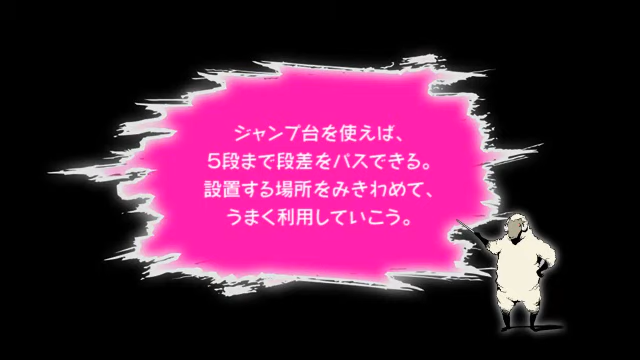 ジャンプ台を使えば、
5段まで段差をパスできる。
設置する場所をみきわめて、
うまく利用していこう。